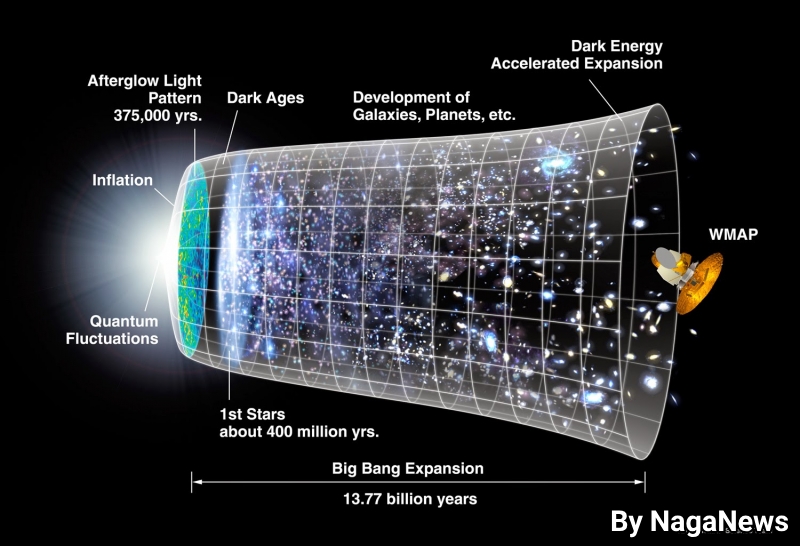 Dark Energy
Accelerated Expansion
Afterglow Light
Pattern
375,000 yrs.
Dark Ages
Development of
Galaxies, Planets, etc.
Inflation
WMAP
Quantum
Fluctuations
1st Stars
about 400 million yrs.
Big Bang Expansion
13.77 billion years
By NagaNews